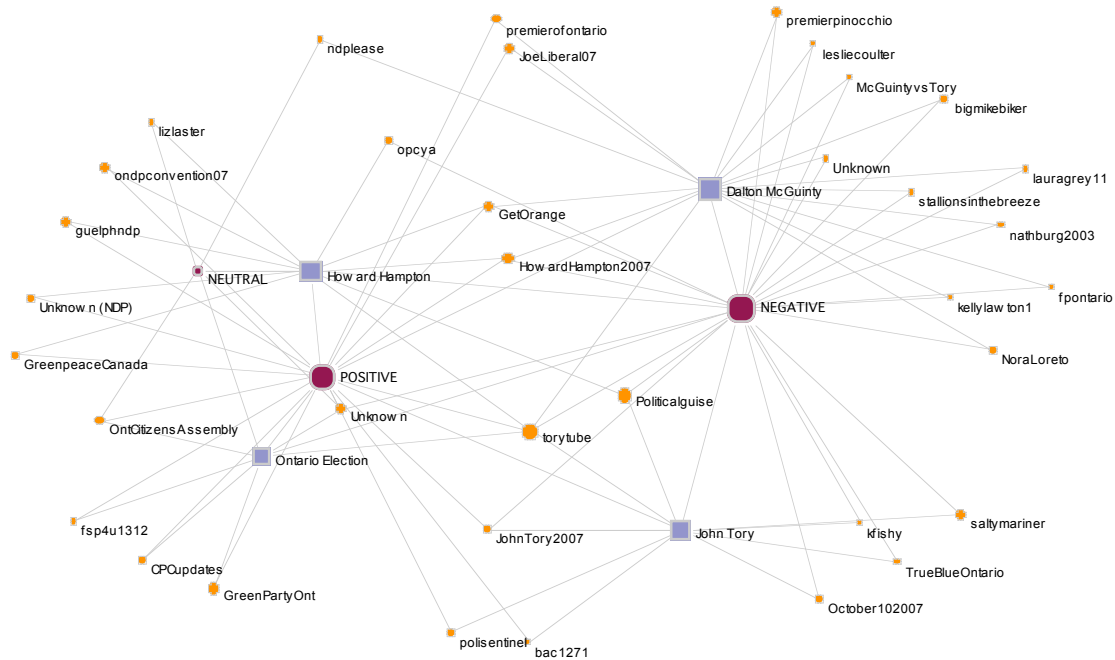 premierofontario
premierpinocchio
ndplease
JoeLiberal07
lesliecoulter
McGuintyvsTory
bigmikebiker
lizlaster
opcya
ondpconvention07
Unknown
lauragrey11
Dalton McGuinty
stallionsinthebreeze
GetOrange
guelphndp
nathburg2003
HowardHampton2007
NEUTRAL
Howard Hampton
Unknown (NDP)
NEGATIVE
kellylawton1
fpontario
GreenpeaceCanada
NoraLoreto
POSITIVE
Politicalguise
Unknown
OntCitizensAssembly
torytube
Ontario Election
fsp4u1312
JohnTory2007
John Tory
kfishy
saltymariner
CPCupdates
TrueBlueOntario
GreenPartyOnt
October102007
polisentinel
bac1271